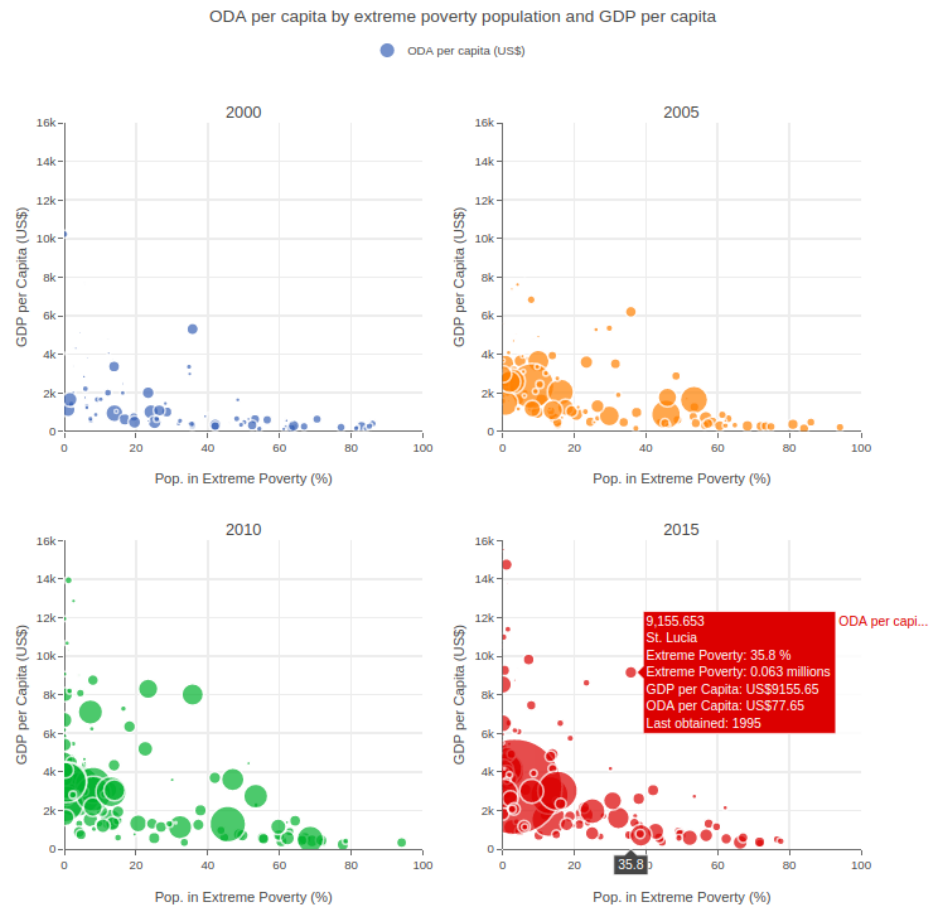 ODA per capita by extreme poverty population and GDP per capita
ODA per capita (US$)
2000
16k
14k
12k
10k
8k
6k
4k
2k
0
GDP per Capita (US$)
0 20 40 60 80 100
Pop. in Extreme Poverty (%)
2005
16k
14k
12k
10k
8k
6k
4k
2k
0
GDP per Capita (US$)
0 20 40 60 80 100
Pop. in Extreme Poverty (%)
2010
16k
14k
12k
10k
8k
6k
4k
2k
0
GDP per Capita (US$)
0 20 40 60 80 100
Pop. in Extreme Poverty (%)
2015
16k
14k
12k
10k
8k
6k
4k
2k
0
GDP per Capita (US$)
9,155.653 ODA per capi...
St. Lucia
Extreme Poverty: 35.8 %
Extreme Poverty: 0.063 millions
GDP per Capita: US$9155.65
ODA per Capita: US$77.65
Last obtained: 1995
35.8
0 20 60 80 100
Pop. in Extreme Poverty (%)